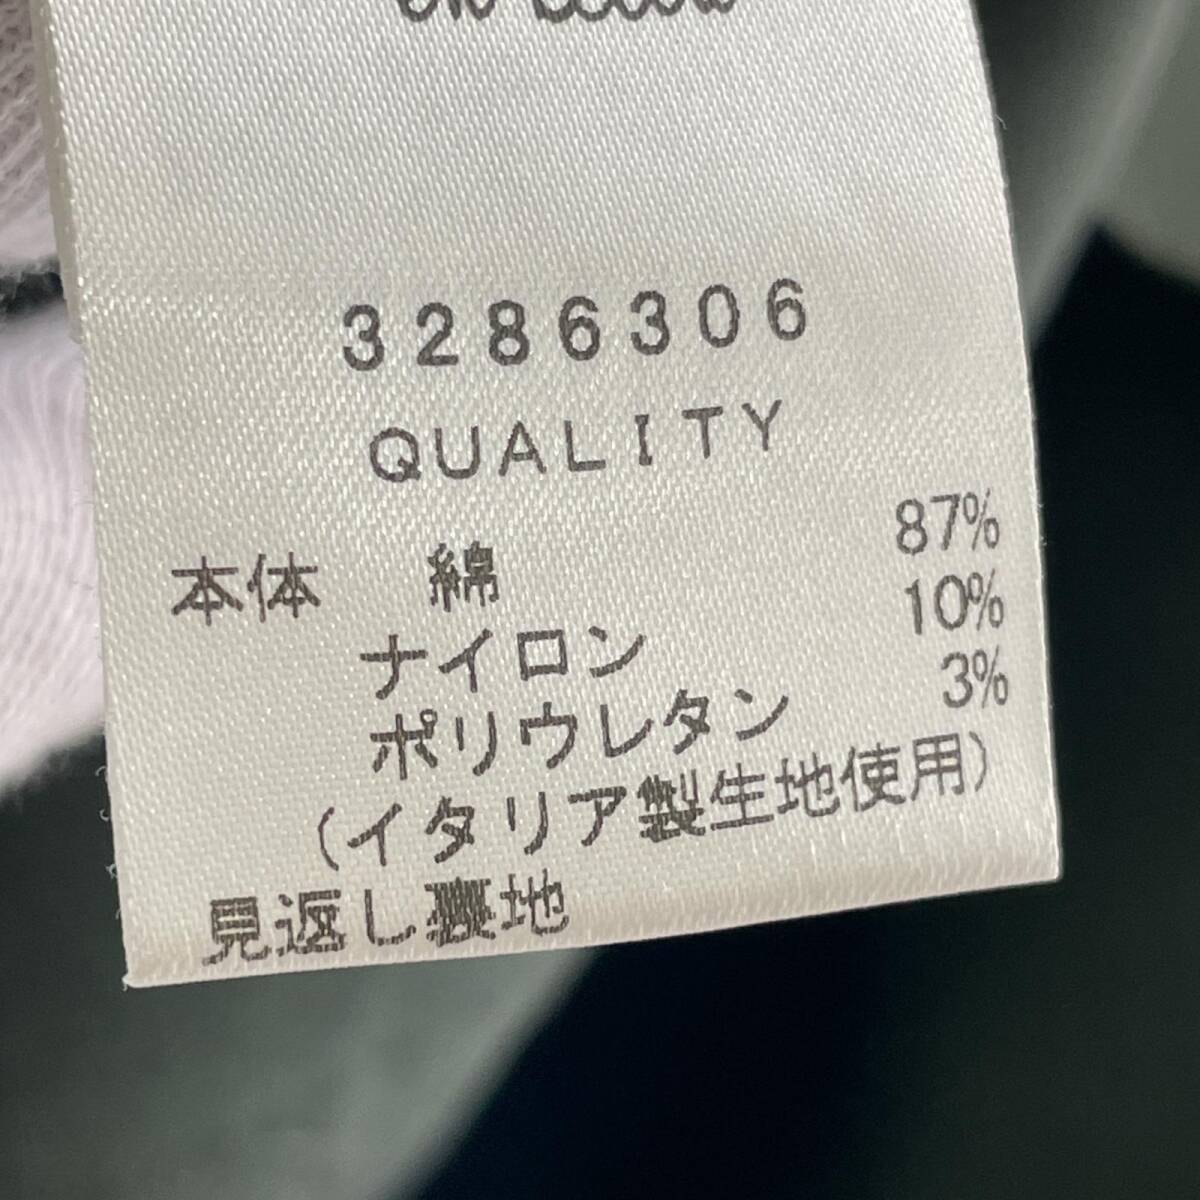 3286306
QUALITY
本体 綿 87%
ナイロン 10%
ポリウレタン 3%
(イタリア製生地使用)
見返し裏地